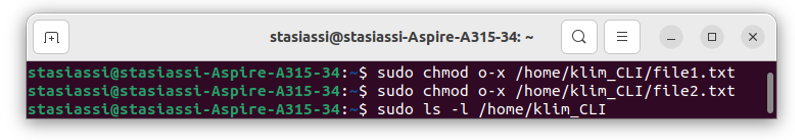 stasiassi@stasiassi-Aspire-A315-34: ~
stasiassi@stasiassi-Aspire-A315-34:~$ sudo chmod o-x /home/klim_CLI/file1.txt
stasiassi@stasiassi-Aspire-A315-34:~$ sudo chmod o-x /home/klim_CLI/file2.txt
stasiassi@stasiassi-Aspire-A315-34:~$ sudo ls -l /home/klim_CLI